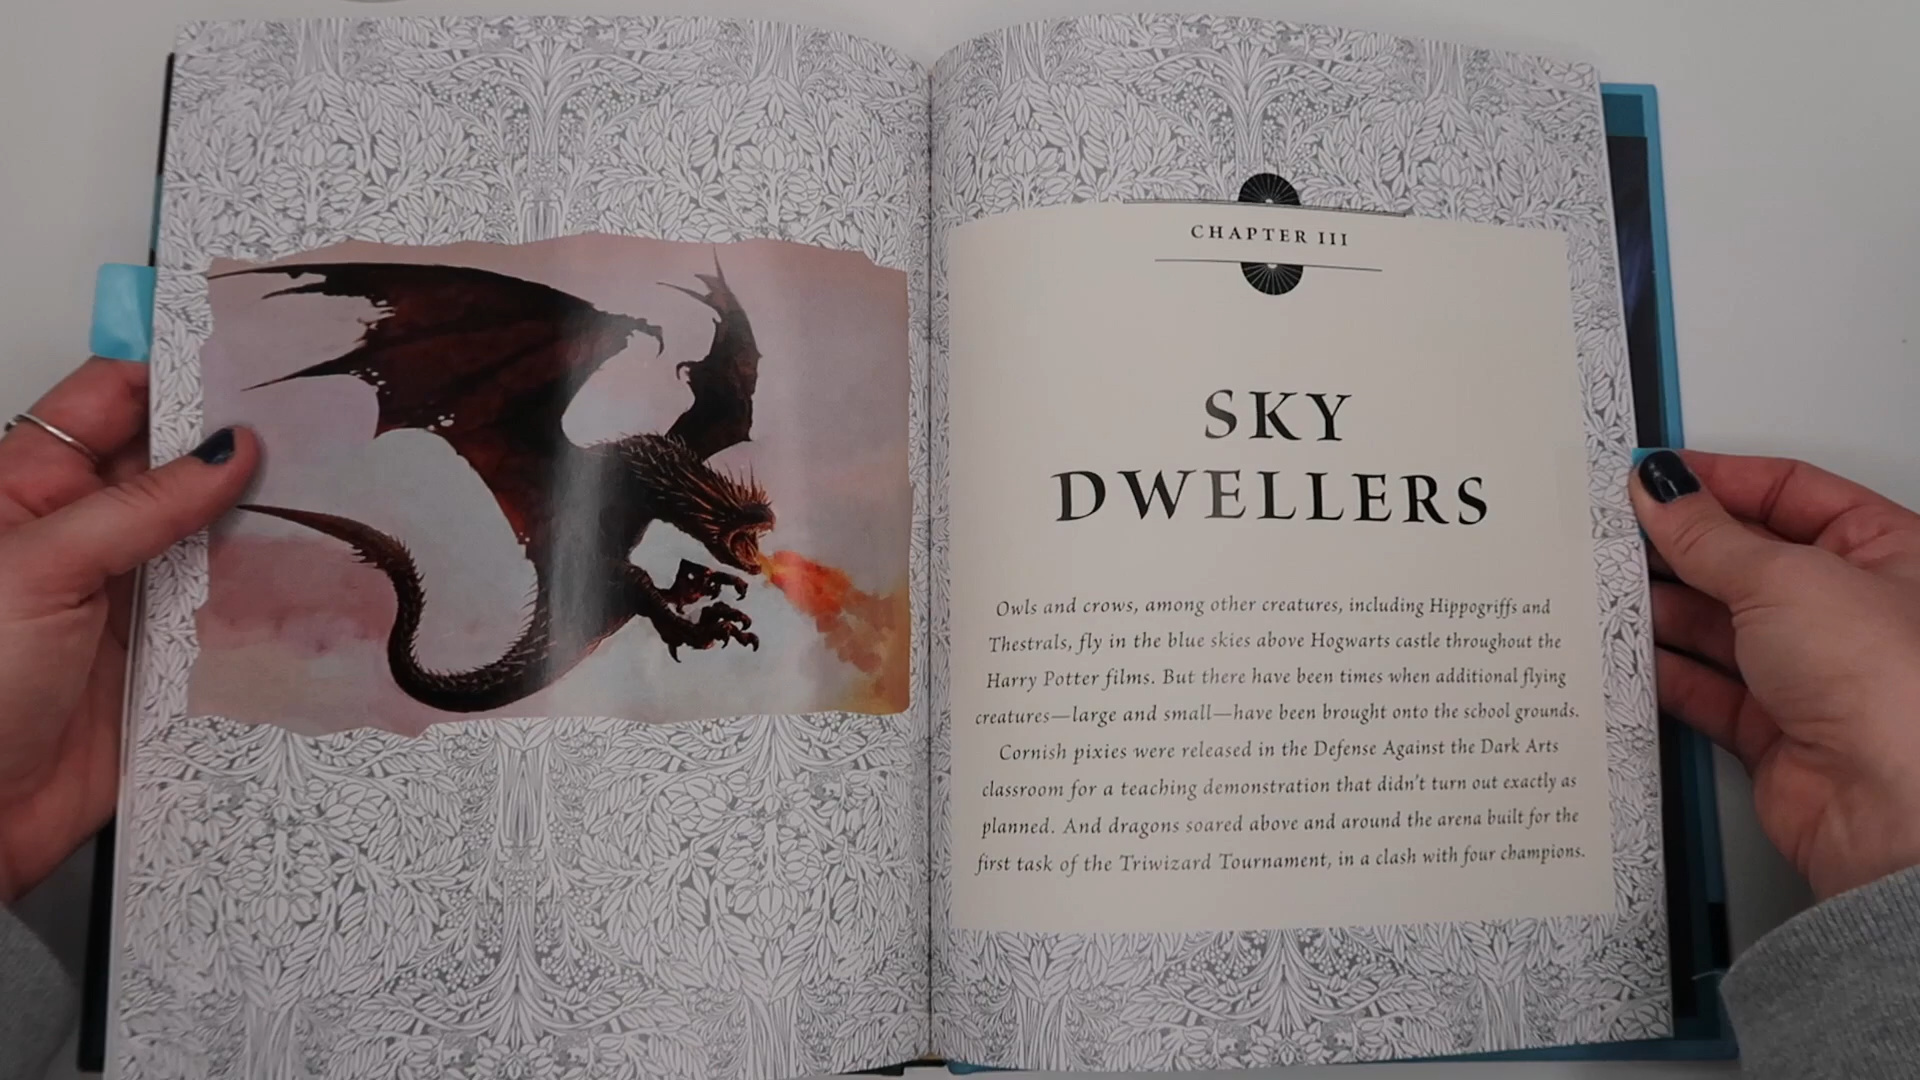 CHAPTER III
SKY
DWELLERS
Owls and crows, among other creatures, including Hippogriffs and
Thestrals, fly in the blue skies above Hogwarts castle throughout the
Harry Potter films. But there have been times when additional flying
creatures—large and small—have been brought onto the school grounds.
Cornish pixies were released in the Defense Against the Dark Arts
classroom for a teaching demonstration that didn't turn out exactly as
planned. And dragons soared above and around the arena built for the
first task of the Triwizard Tournament, in a clash with four champions.